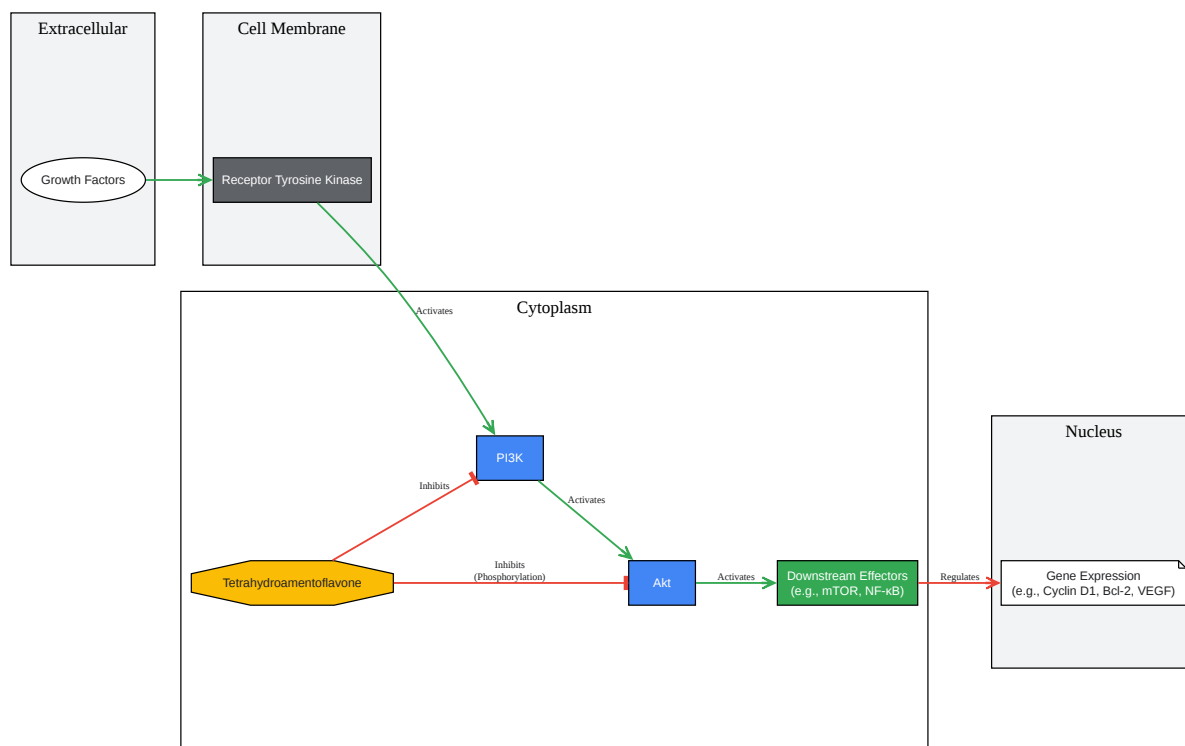 Extracellular
Cell Membrane
Growth Factors
Receptor Tyrosine Kinase
Activates
Cytoplasm
PI3K
Inhibits
Activates
Nucleus
Tetrahydroamentoflavone
Inhibits
(Phosphorylation)
Akt
Activates
Downstream Effectors
(e.g., mTOR, NF-κB)
Regulates
Gene Expression
(e.g., Cyclin D1, Bcl-2, VEGF)